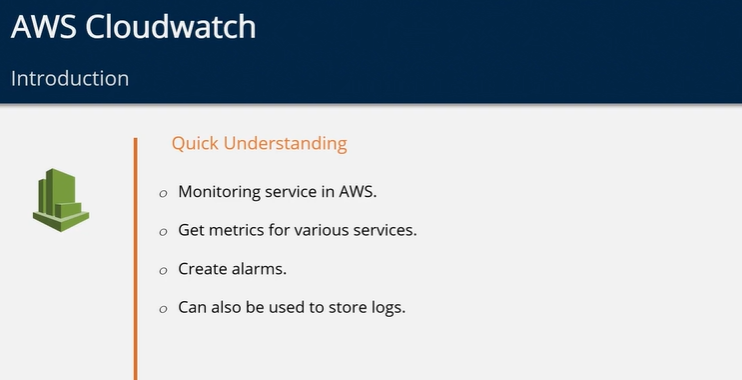 AWS Cloudwatch
Introduction
Quick Understanding
o Monitoring service in AWS.
o Get metrics for various services.
o Create alarms.
o Can also be used to store logs.